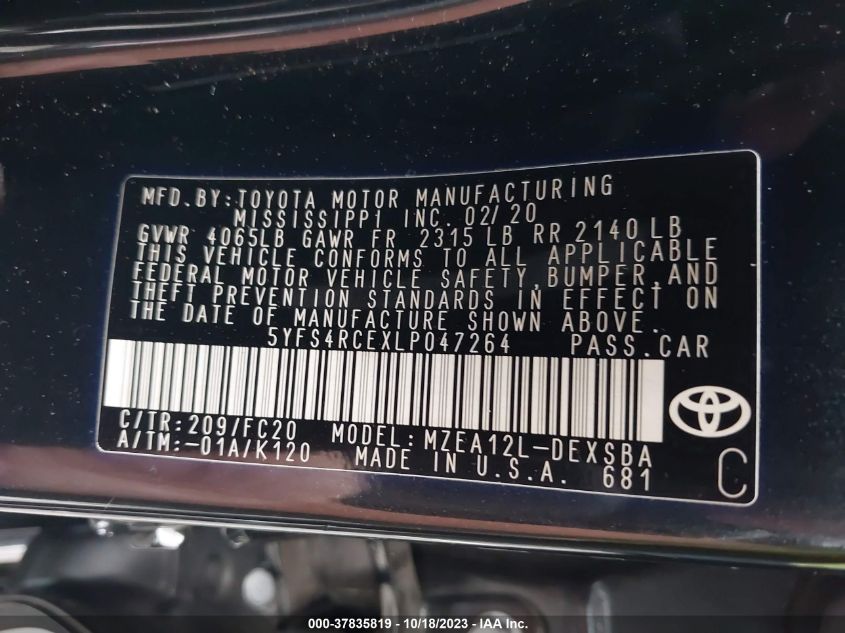 MFD. BY: TOYOTA MOTOR MANUFACTURING
MISSISSIPPI INC. 02/20
GVWR 4065LB GAWR FR 2315 LB RR 2140 LB
THIS VEHICLE CONFORMS TO ALL APPLICABLE
FEDERAL MOTOR VEHICLE SAFETY, BUMPER, AND
THEFT PREVENTION STANDARDS IN EFFECT ON
THE DATE OF MANUFACTURE SHOWN ABOVE.
5YFS4RCEXLP047264 PASS. CAR
C/TR: 209/FC20 MODEL: MZEA12L-DEXSBA
A/TM: -01A/K120 MADE IN U.S.A. 681
C
000-37835819 - 10/18/2023 - IAA Inc.